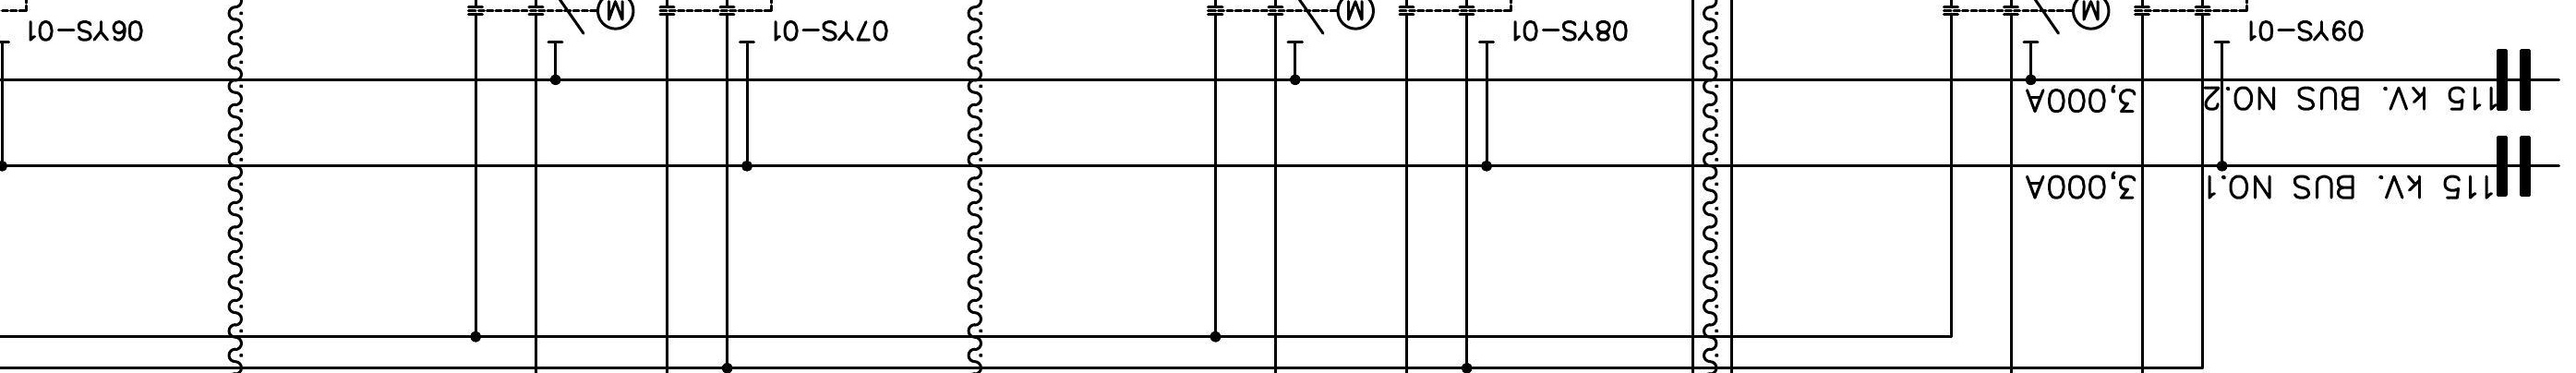 115 kV. BUS NO.1
3,000A
115 kV. BUS NO.2
3,000A
09YS-01
08YS-01
07YS-01
06YS-01
M
M
M